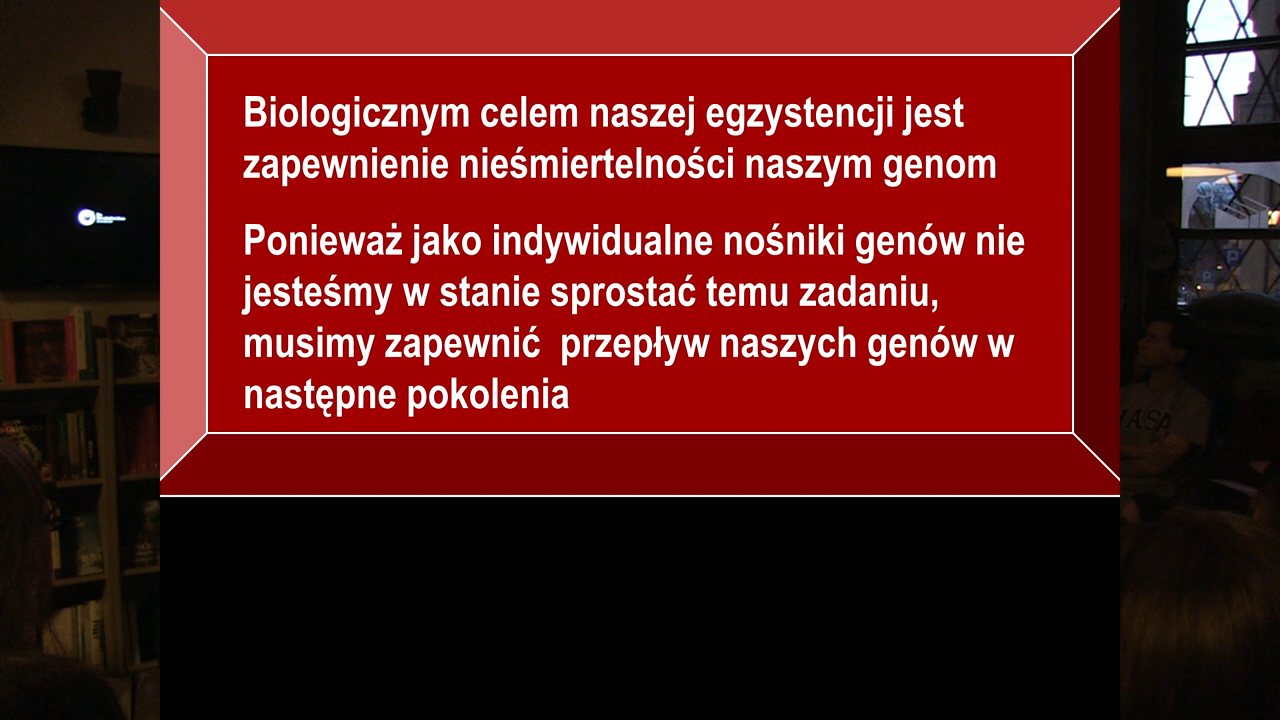 Biologicznym celem naszej egzystencji jest
zapewnienie nieśmiertelności naszym genom
Ponieważ jako indywidualne nośniki genów nie
jesteśmy w stanie sprostać temu zadaniu,
musimy zapewnić  przepływ naszych genów w
następne pokolenia